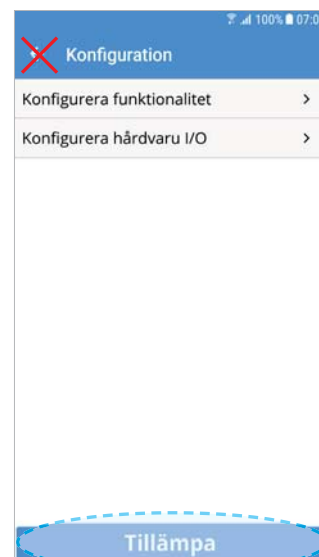 100% 07:0
Konfiguration
Konfigurera funktionalitet
Konfigurera hårdvaru I/O
Tillämpa